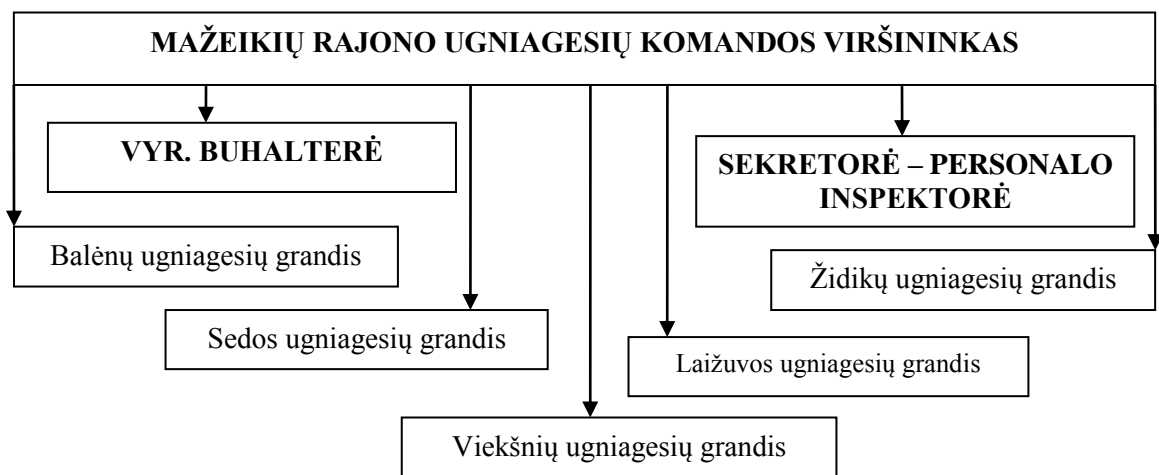 MAŽEIKIŲ RAJONO UGNIAGESIŲ KOMANDOS VIRŠININKAS
VYR. BUHALTERĖ
SEKRETORĖ – PERSONALO
INSPEKTORĖ
Balėnų ugniagesių grandis
Židikų ugniagesių grandis
Sedos ugniagesių grandis
Laižuvos ugniagesių grandis
Viekšnių ugniagesių grandis